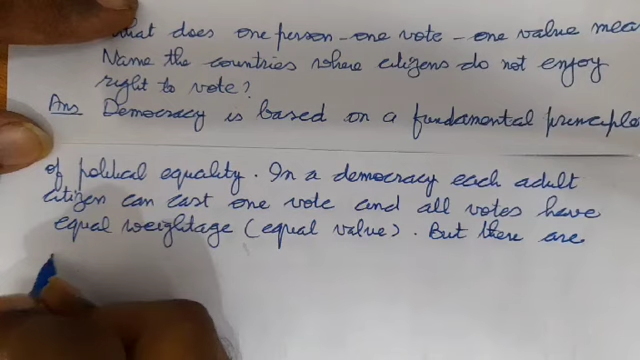 What does one person - one vote - one value mean
Name the countries where citizens do not enjoy
right to vote?
Ans Democracy is based on a fundamental principle
of political equality. In a democracy each adult
citizen can cast one vote and all votes have
equal weightage (equal value). But there are